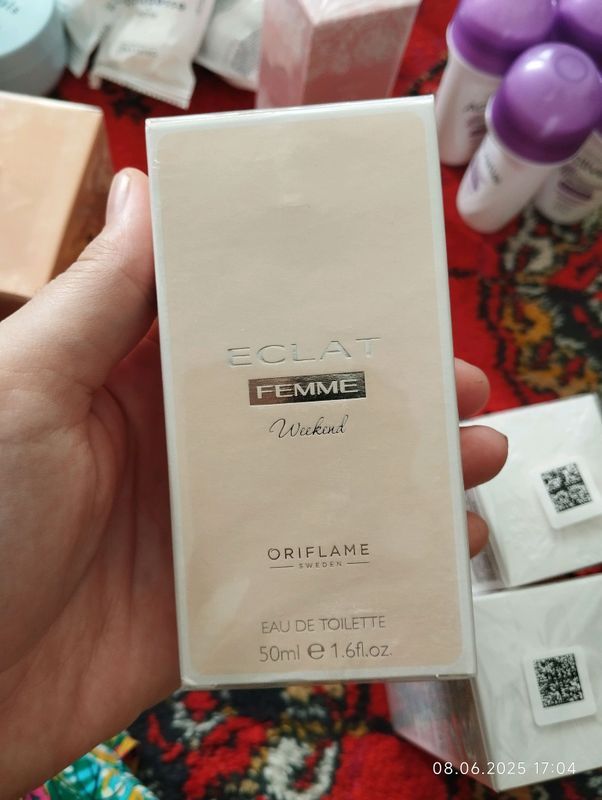 ECLAT
FEMME
Weekend
ORIFLAME
SWEDEN
EAU DE TOILETTE
50ml e 1.6fl.oz.
08.06.2025 17:04